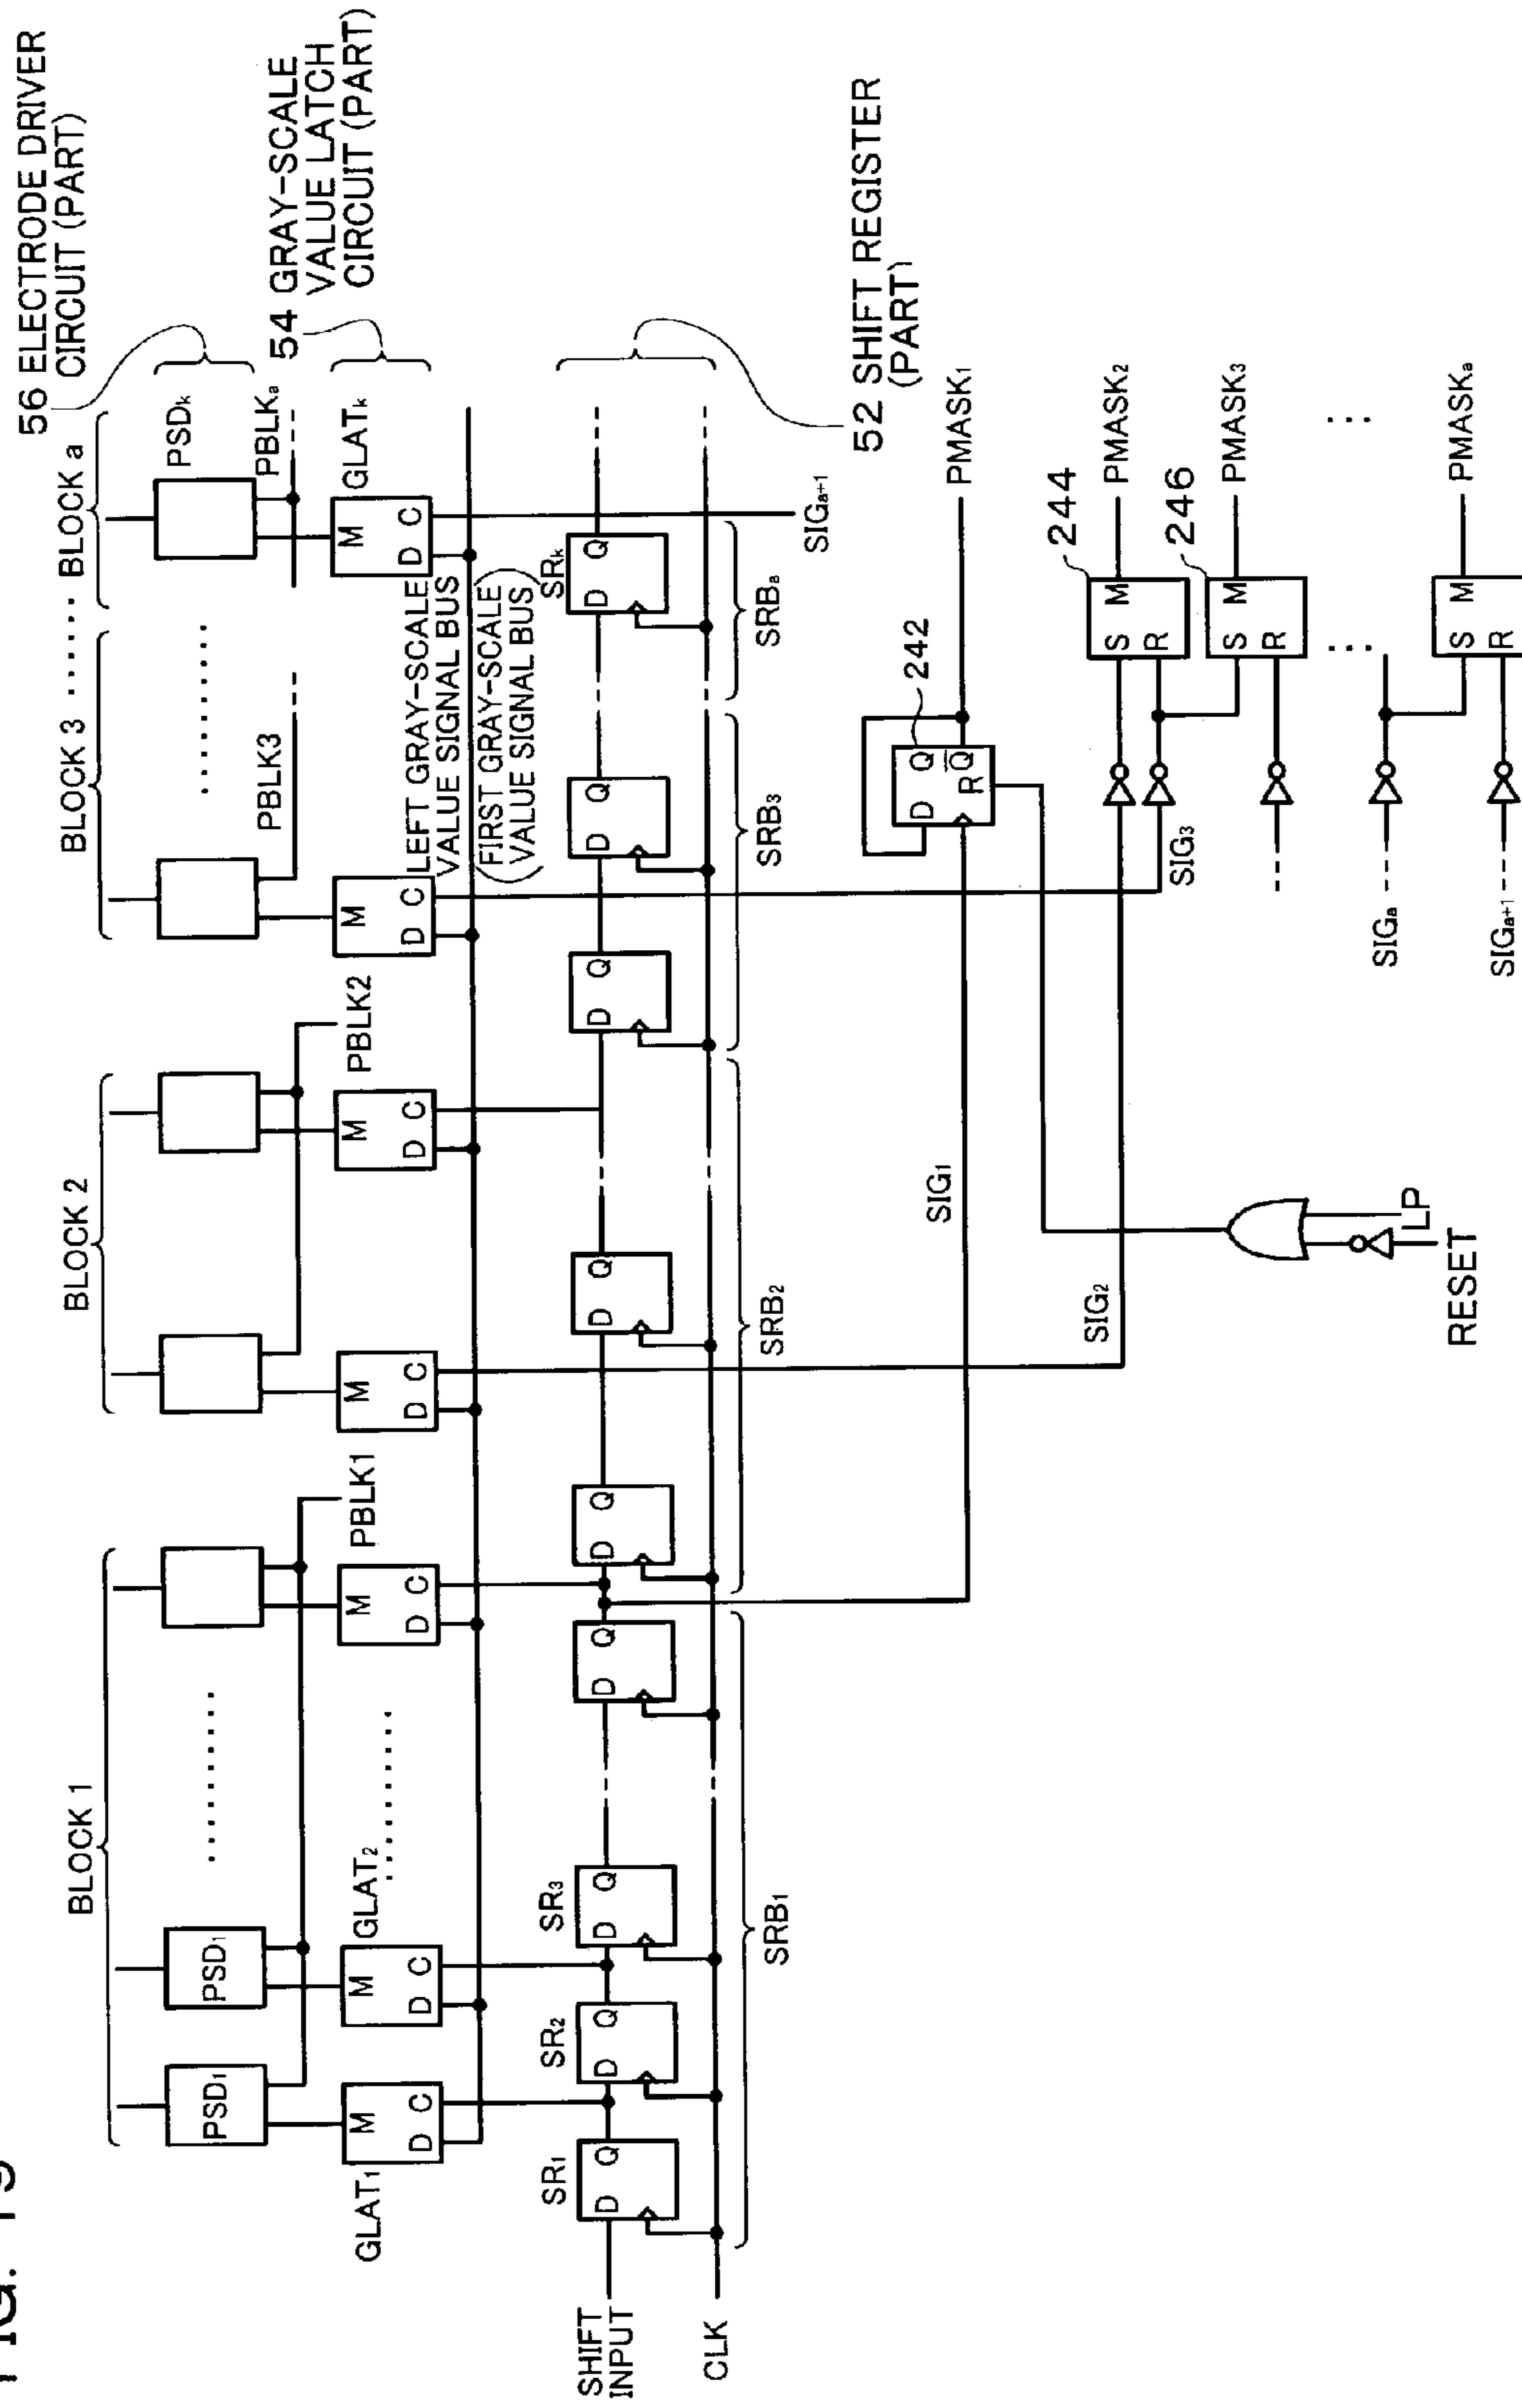 FIG. 19
56 ELECTRODE DRIVER
CIRCUIT (PART)
54 GRAY-SCALE
VALUE LATCH
CIRCUIT (PART)
52 SHIFT REGISTER
(PART)
BLOCK 1
BLOCK 2
BLOCK 3 ······ BLOCK a
PSD1
PSD1
PSDk
PBLK1
PBLK2
PBLK3
PBLKa
GLAT1
GLAT2
GLATk
M
D C
M
D C
M
D C
M
D C
M
D C
M
D C
M
D C
LEFT GRAY-SCALE
VALUE SIGNAL BUS
(FIRST GRAY-SCALE
VALUE SIGNAL BUS)
SHIFT
INPUT
SR1
SR2
SR3
SRk
D Q
D Q
D Q
D Q
D Q
D Q
D Q
D Q
D Q
CLK
SRB1
SRB2
SRB3
SRBa
SIGa+1
SIG1
SIG2
SIG3
242
D Q
R Q
PMASK1
244
S M
R
PMASK2
246
S M
R
PMASK3
SIGa
SIGa+1
S M
R
PMASKa
LP
RESET